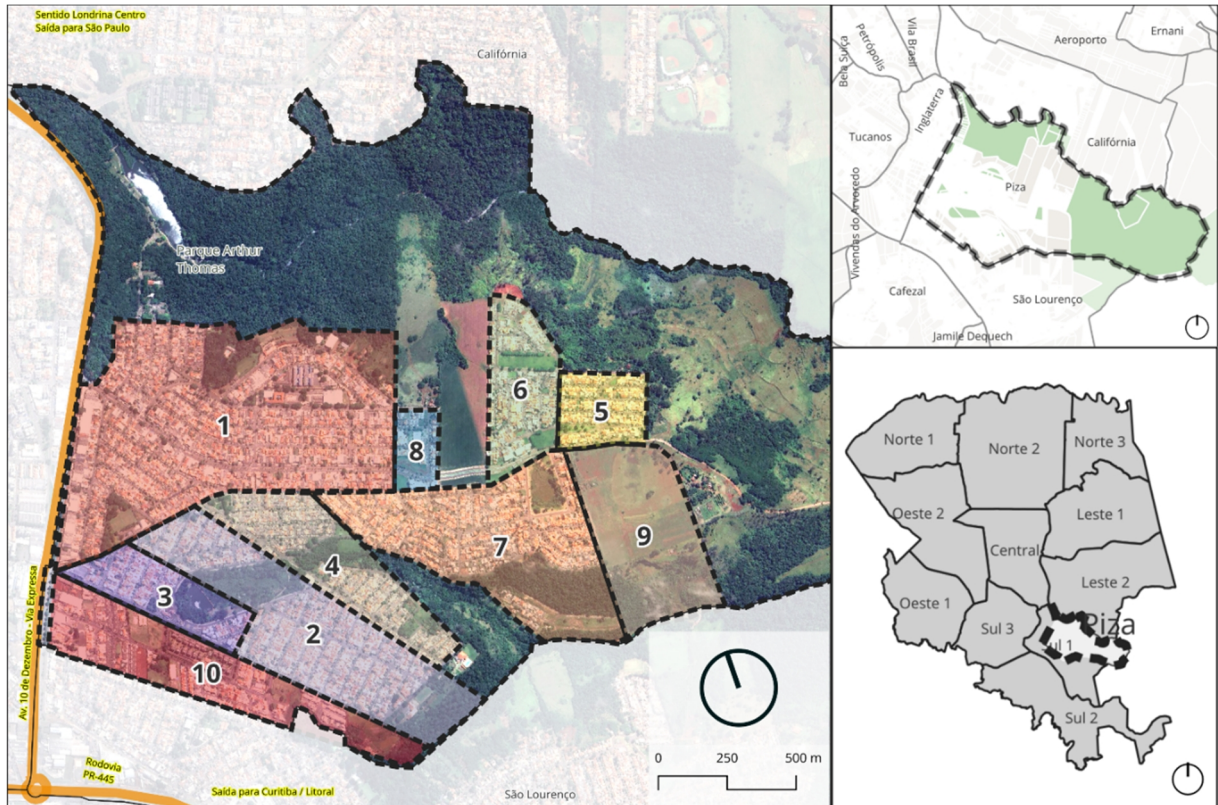 Sentido Londrina Centro
Saída para São Paulo
Califórnia
Parque Arthur
Thomas
1
8
6
5
7
9
4
3
2
10
Av. 10 de Dezembro - Via Expressa
Rodovia
PR-445
Saída para Curitiba / Litoral
São Lourenço
0 250 500 m
Bela Suíça
Petrópolis
Vila Brasil
Aeroporto
Ernani
Inglaterra
Tucanos
Califórnia
Piza
Vivendas do Arvoredo
Cafezal
São Lourenço
Jamile Dequech
Norte 1
Norte 2
Norte 3
Oeste 2
Leste 1
Central
Leste 2
Oeste 1
Sul 3
Piza
ul 1
Sul 2